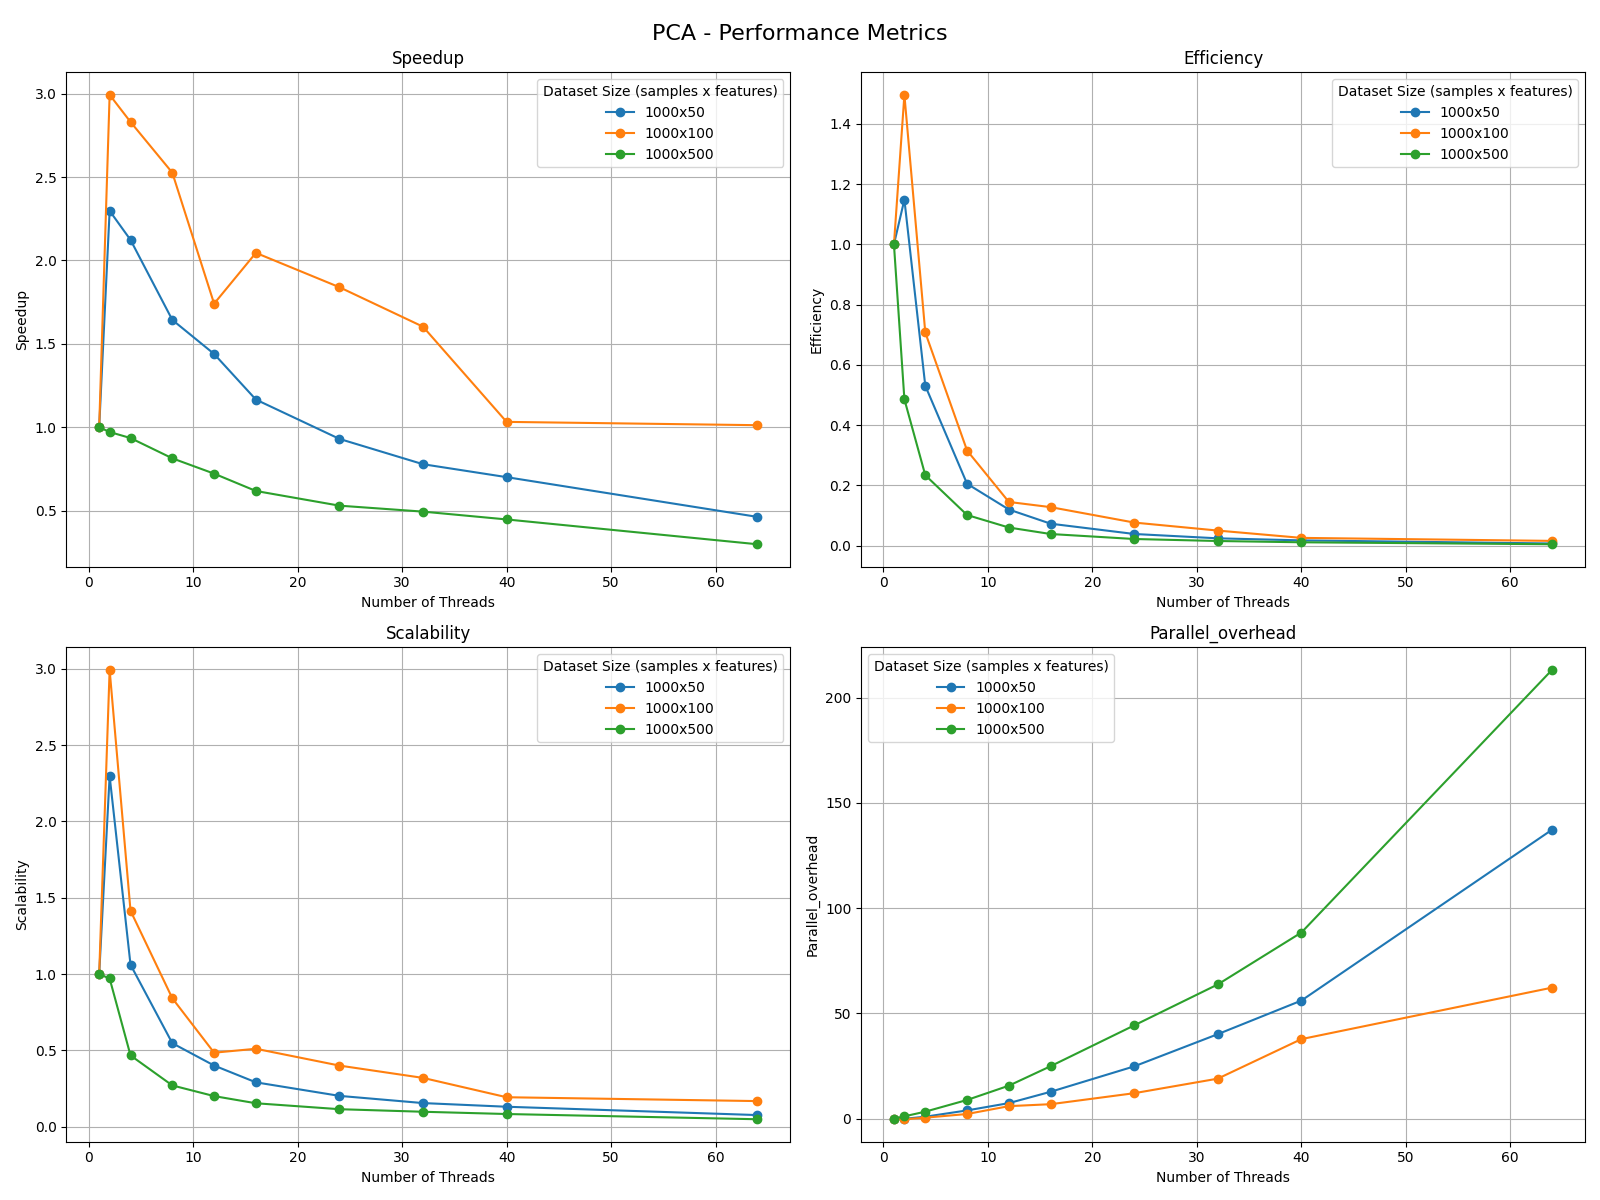 PCA - Performance Metrics
Speedup
Dataset Size (samples x features)
1000x50
1000x100
1000x500
3.0
2.5
2.0
1.5
1.0
0.5
Speedup
0 10 20 30 40 50 60
Number of Threads
Efficiency
Dataset Size (samples x features)
1000x50
1000x100
1000x500
1.4
1.2
1.0
0.8
0.6
0.4
0.2
0.0
Efficiency
0 10 20 30 40 50 60
Number of Threads
Scalability
Dataset Size (samples x features)
1000x50
1000x100
1000x500
3.0
2.5
2.0
1.5
1.0
0.5
0.0
Scalability
0 10 20 30 40 50 60
Number of Threads
Parallel_overhead
Dataset Size (samples x features)
1000x50
1000x100
1000x500
200
150
100
50
0
Parallel_overhead
0 10 20 30 40 50 60
Number of Threads